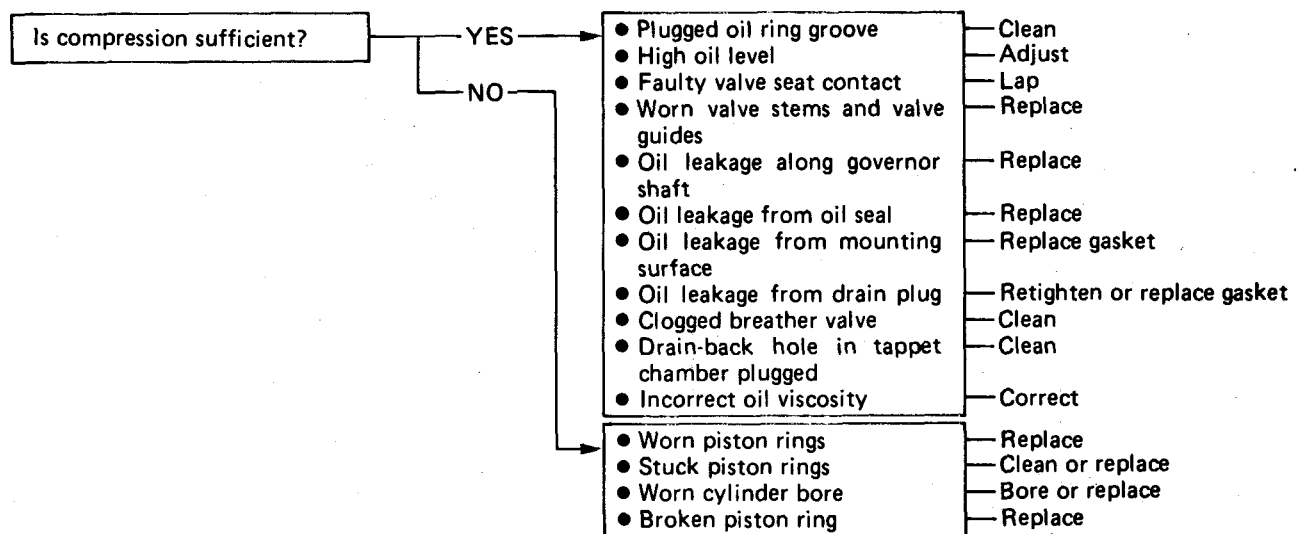 Is compression sufficient?
YES
NO
● Plugged oil ring groove — Clean
● High oil level — Adjust
● Faulty valve seat contact — Lap
● Worn valve stems and valve — Replace
guides
● Oil leakage along governor — Replace
shaft
● Oil leakage from oil seal — Replace
● Oil leakage from mounting — Replace gasket
surface
● Oil leakage from drain plug — Retighten or replace gasket
● Clogged breather valve — Clean
● Drain-back hole in tappet — Clean
chamber plugged
● Incorrect oil viscosity — Correct
● Worn piston rings — Replace
● Stuck piston rings — Clean or replace
● Worn cylinder bore — Bore or replace
● Broken piston ring — Replace